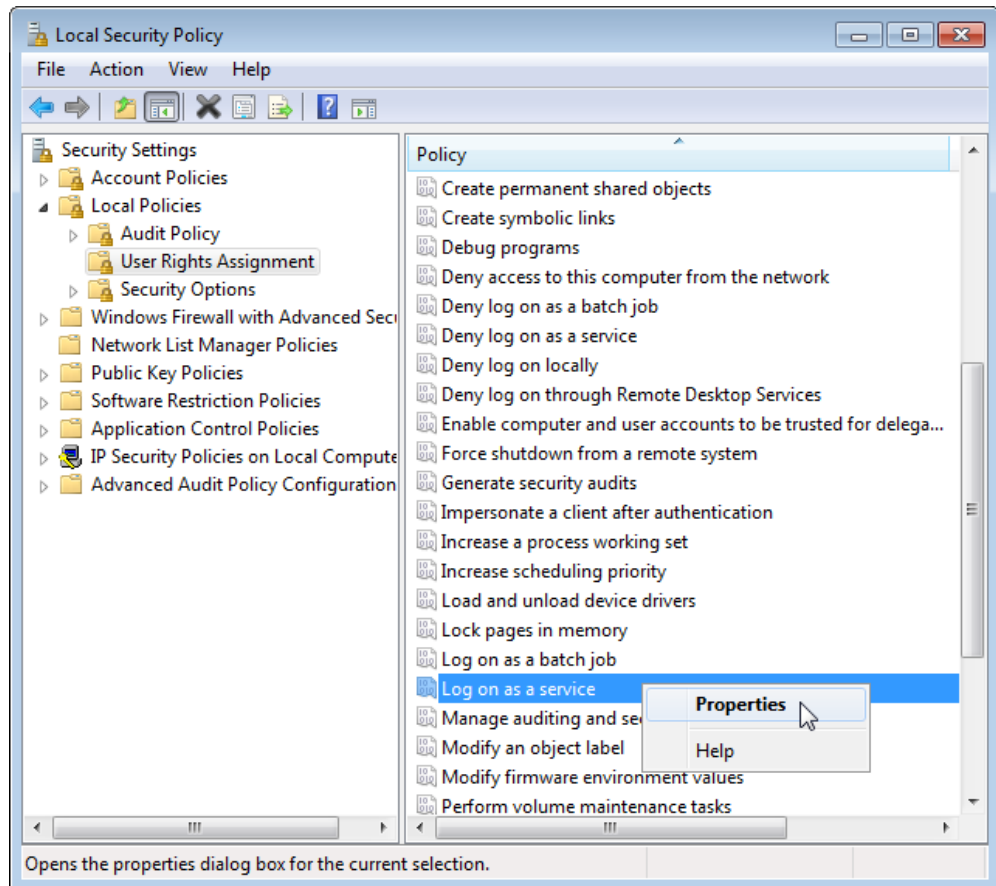 Local Security Policy
File Action View Help
Security Settings
Account Policies
Local Policies
Audit Policy
User Rights Assignment
Security Options
Windows Firewall with Advanced Secu
Network List Manager Policies
Public Key Policies
Software Restriction Policies
Application Control Policies
IP Security Policies on Local Compute
Advanced Audit Policy Configuration
Policy
Create permanent shared objects
Create symbolic links
Debug programs
Deny access to this computer from the network
Deny log on as a batch job
Deny log on as a service
Deny log on locally
Deny log on through Remote Desktop Services
Enable computer and user accounts to be trusted for delega...
Force shutdown from a remote system
Generate security audits
Impersonate a client after authentication
Increase a process working set
Increase scheduling priority
Load and unload device drivers
Lock pages in memory
Log on as a batch job
Log on as a service
Manage auditing and se
Modify an object label
Modify firmware environment values
Perform volume maintenance tasks
Properties
Help
Opens the properties dialog box for the current selection.